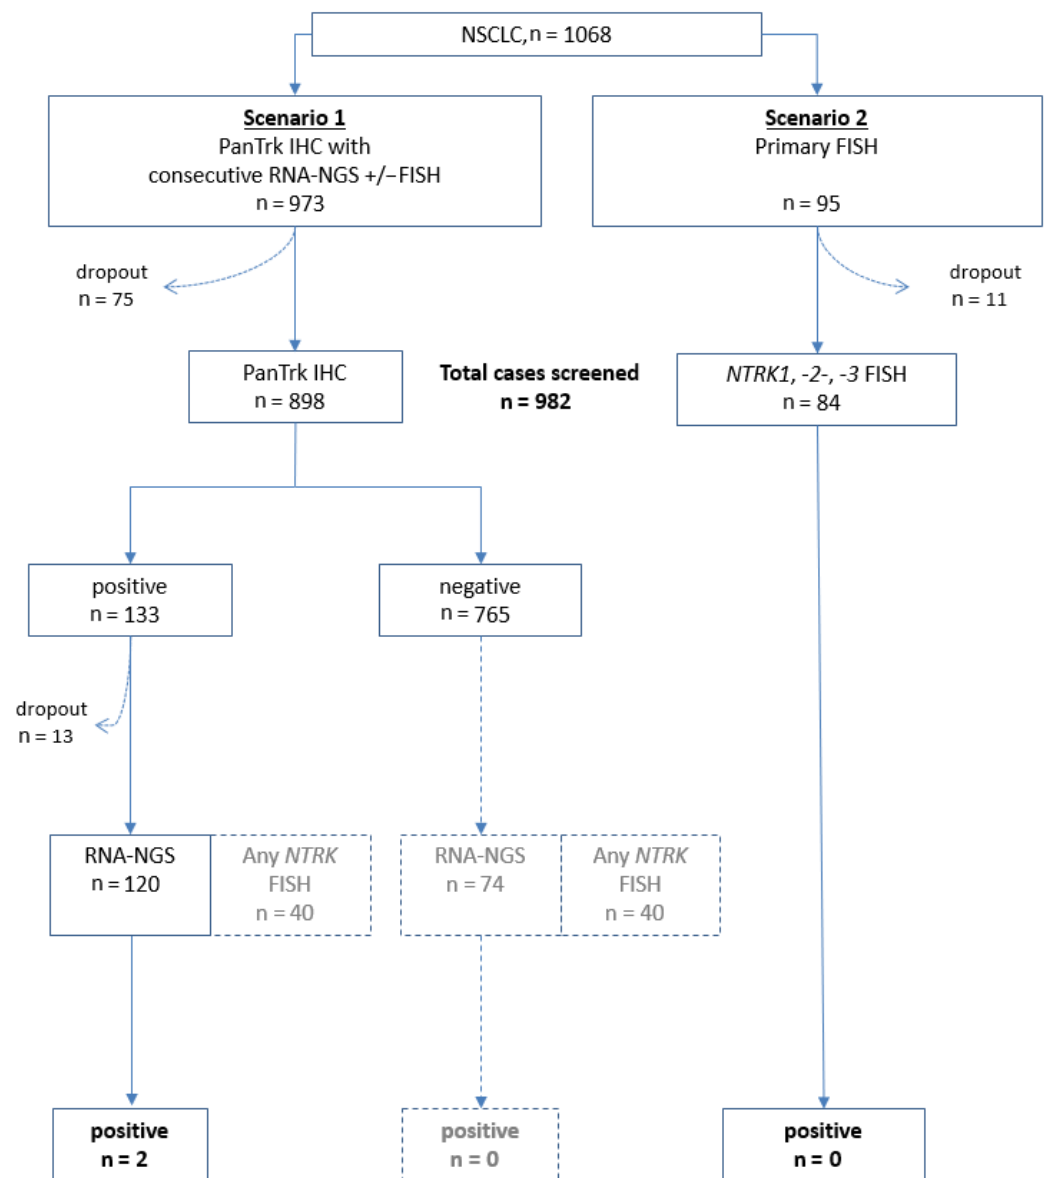 NSCLC, n = 1068
Scenario 1
PanTrk IHC with
consecutive RNA-NGS +/−FISH
n = 973
Scenario 2
Primary FISH
n = 95
dropout
n = 75
dropout
n = 11
PanTrk IHC
n = 898
Total cases screened
n = 982
NTRK1, -2-, -3 FISH
n = 84
positive
n = 133
negative
n = 765
dropout
n = 13
RNA-NGS
n = 120
Any NTRK
FISH
n = 40
RNA-NGS
n = 74
Any NTRK
FISH
n = 40
positive
n = 2
positive
n = 0
positive
n = 0